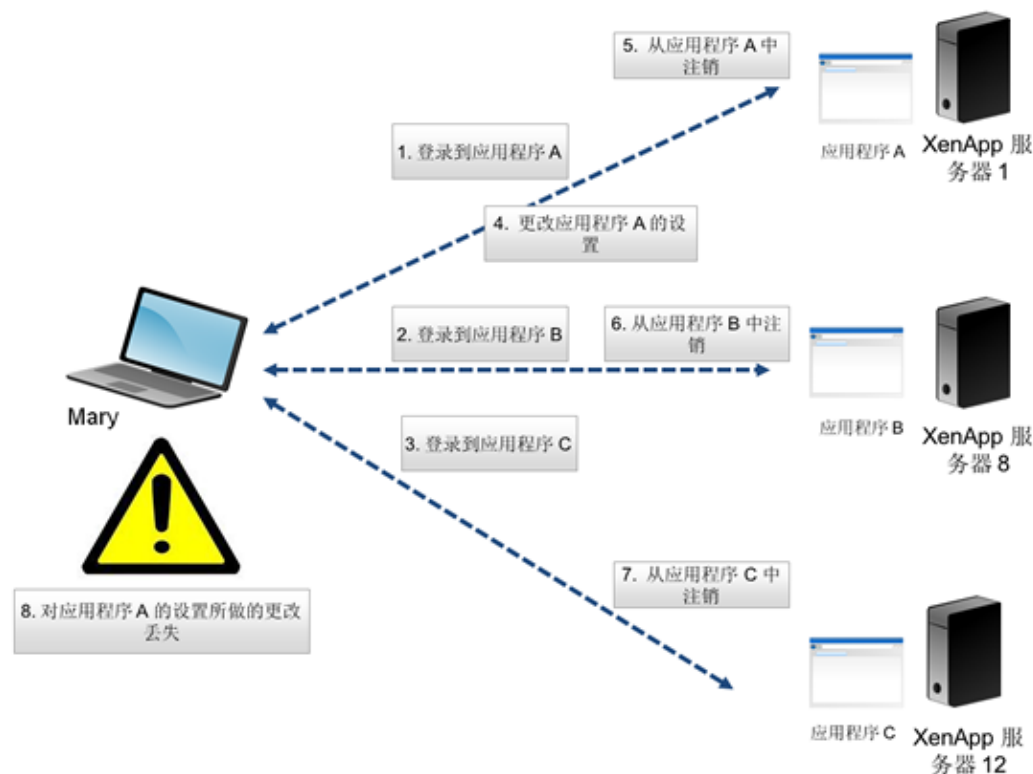 5. 从应用程序 A 中
注销
1. 登录到应用程序 A
应用程序 A
XenApp 服
务器 1
4. 更改应用程序 A 的设
置
2. 登录到应用程序 B
6. 从应用程序 B 中注
销
Mary
3. 登录到应用程序 C
应用程序 B
XenApp 服
务器 8
7. 从应用程序 C 中
注销
8. 对应用程序 A 的设置所做的更改
丢失
应用程序 C
XenApp 服
务器 12